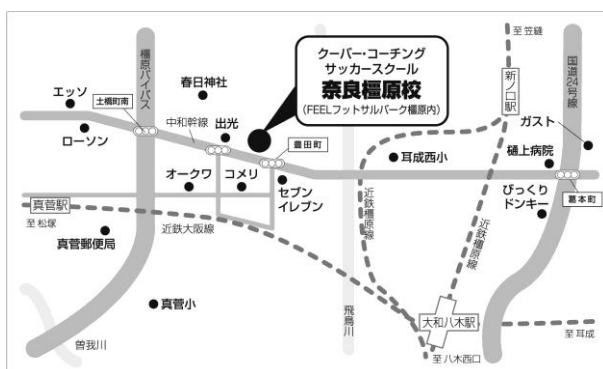 至 笠縫
国道24号線
橿原バイパス
クーバー・コーチング
サッカースクール
奈良橿原校
(FEELフットサルパーク橿原内)
新ノ口駅
春日神社
エッソ
土橋町南
ローソン
中和幹線
出光
豊田町
ガスト
樋上病院
耳成西小
オークワ
コメリ
セブン
イレブン
びっくり
ドンキー
葛本町
真菅駅
至 松塚
近鉄大阪線
近鉄橿原線
近鉄橿原線
真菅郵便局
真菅小
飛鳥川
大和八木駅
曽我川
至 耳成
至 八木西口